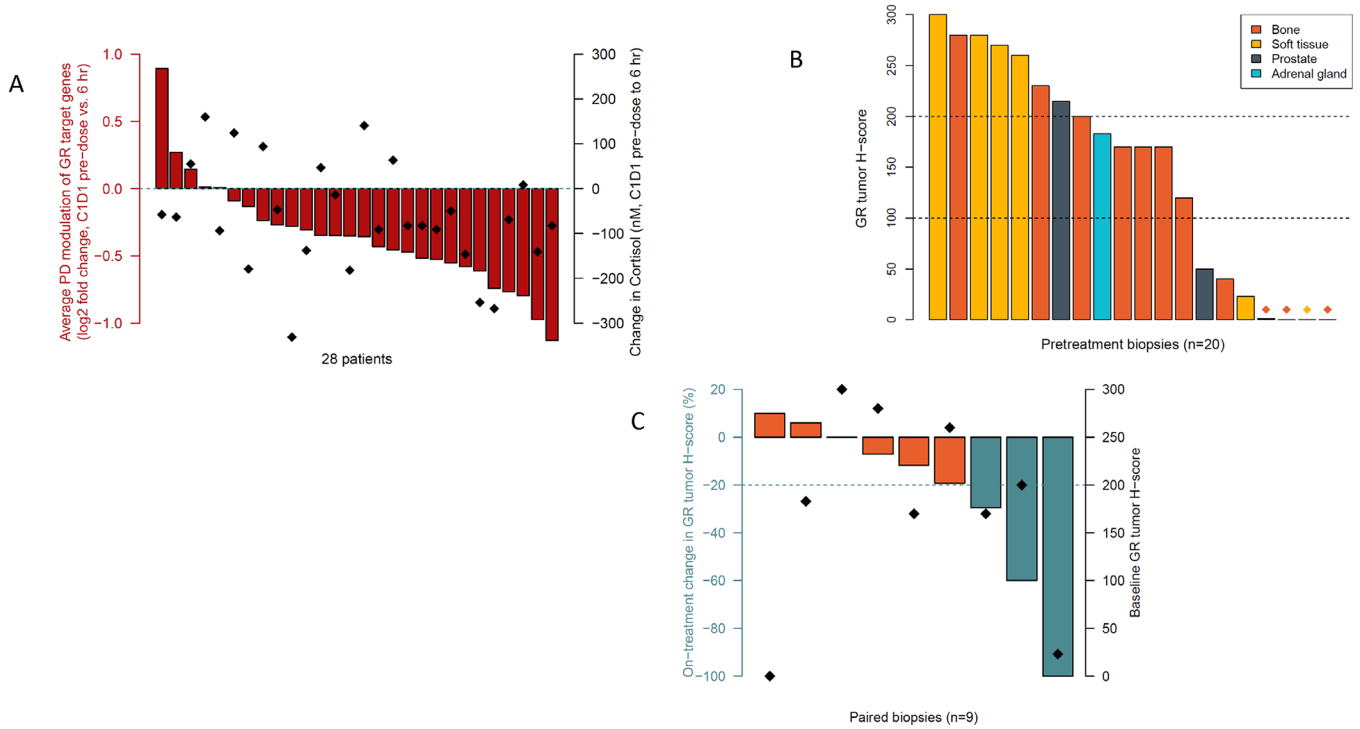 A
Average PD modulation of GR target genes
(log2 fold change, C1D1 pre−dose vs. 6 hr)
1.0
0.5
0.0
−0.5
−1.0
300
200
100
0
−100
−200
−300
Change in Cortisol (nM, C1D1 pre−dose to 6 hr)
28 patients
B
GR tumor H−score
300
200
150
100
50
0
Bone
Soft tissue
Prostate
Adrenal gland
Pretreatment biopsies (n=20)
C
On−treatment change in GR tumor H−score (%)
20
0
−20
−40
−60
−80
−100
300
250
200
150
100
50
0
Baseline GR tumor H−score
Paired biopsies (n=9)